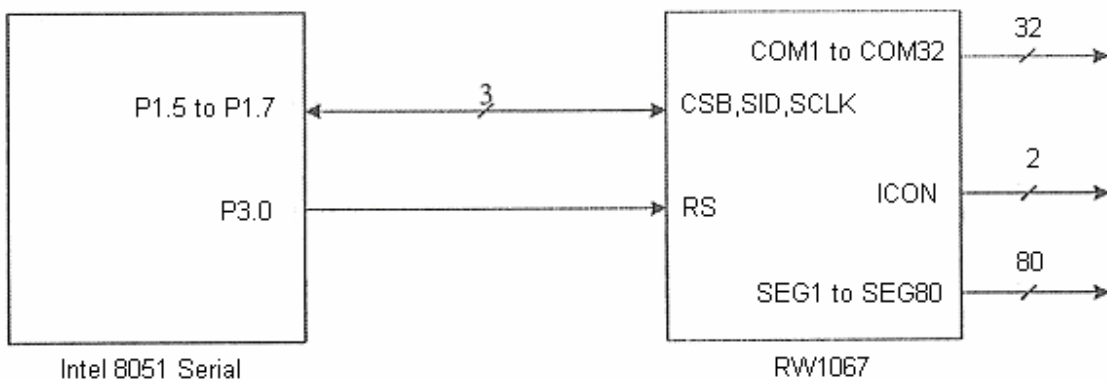 32
COM1 to COM32
P1.5 to P1.7
3
CSB,SID,SCLK
2
ICON
P3.0
RS
80
SEG1 to SEG80
Intel 8051 Serial
RW1067